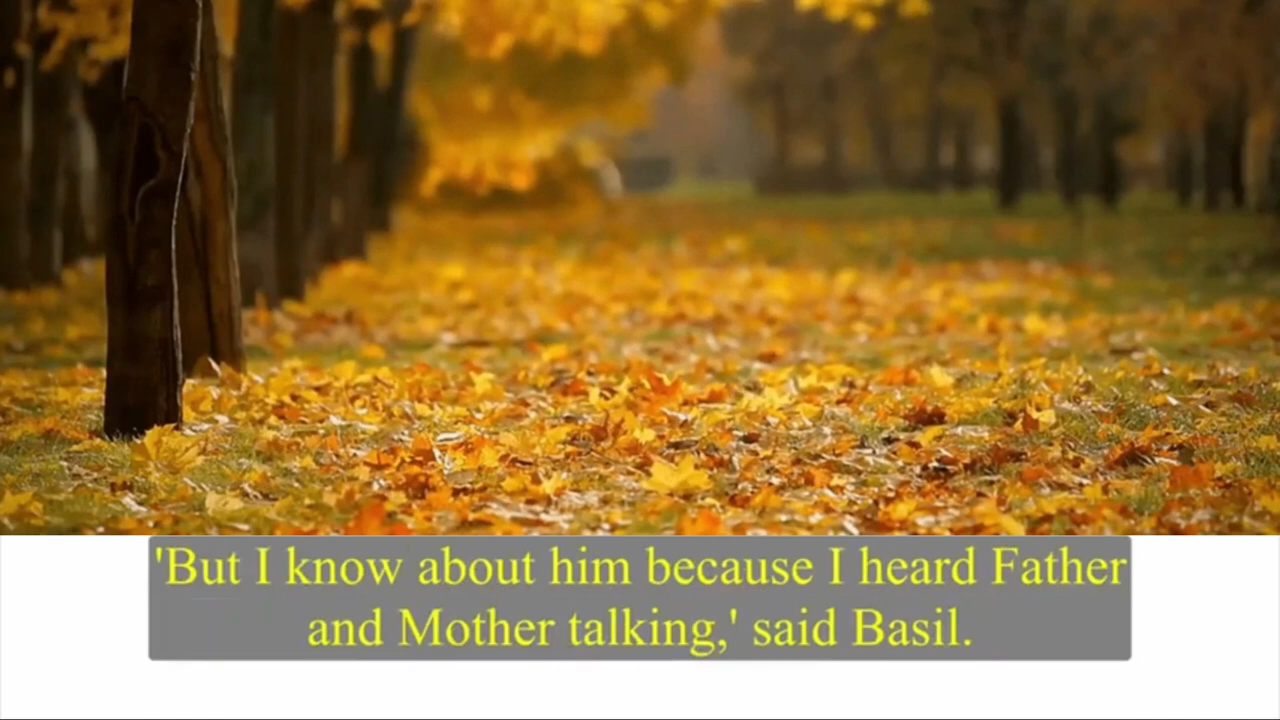 'But I know about him because I heard Father
and Mother talking,' said Basil.